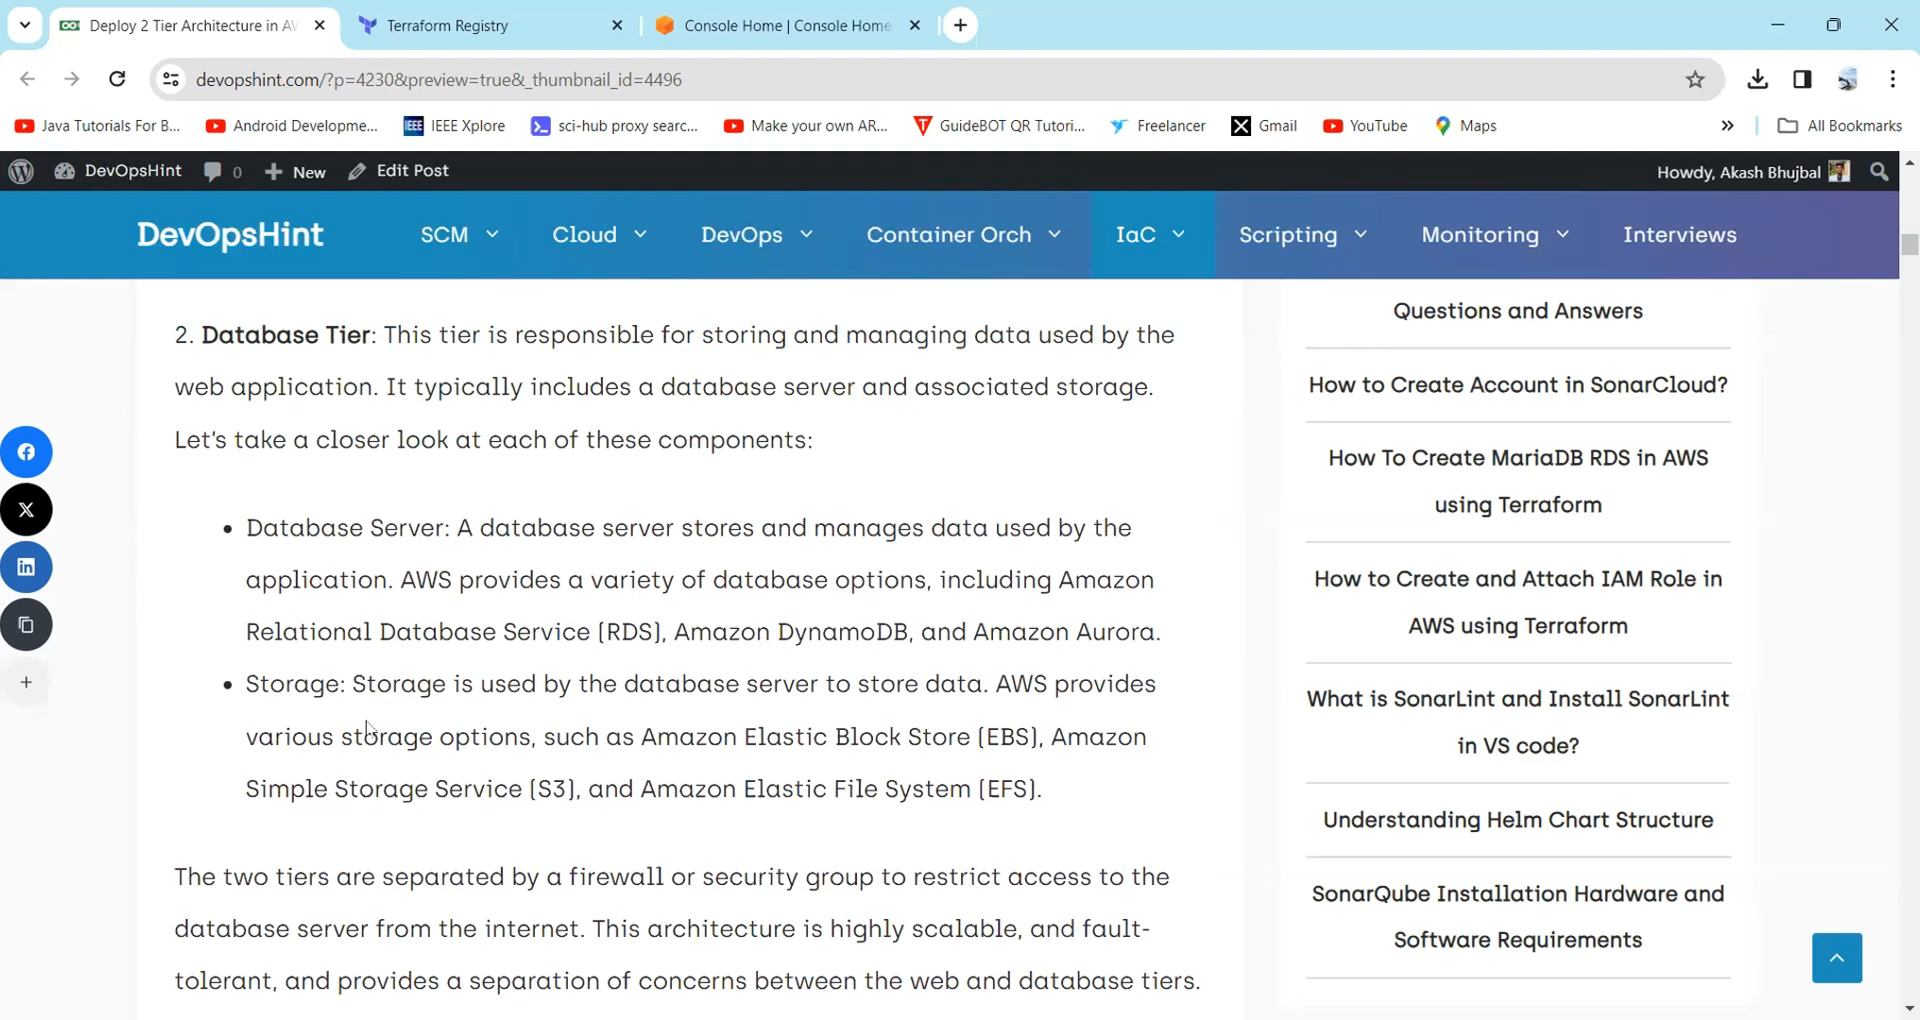 Deploy 2 Tier Architecture in AV
Terraform Registry
Console Home | Console Home
devopshint.com/?p=4230&preview=true&_thumbnail_id=4496
Java Tutorials For B...
Android Developme...
IEEE
IEEE Xplore
sci-hub proxy searc...
Make your own AR...
GuideBOT QR Tutori...
Freelancer
Gmail
YouTube
Maps
»
All Bookmarks
DevOpsHint
0
New
Edit Post
Howdy, Akash Bhujbal
DevOpsHint
SCM
Cloud
DevOps
Container Orch
IaC
Scripting
Monitoring
Interviews
2. Database Tier: This tier is responsible for storing and managing data used by the
web application. It typically includes a database server and associated storage.
Let's take a closer look at each of these components:
• Database Server: A database server stores and manages data used by the
application. AWS provides a variety of database options, including Amazon
Relational Database Service (RDS), Amazon DynamoDB, and Amazon Aurora.
• Storage: Storage is used by the database server to store data. AWS provides
various storage options, such as Amazon Elastic Block Store (EBS), Amazon
Simple Storage Service (S3), and Amazon Elastic File System (EFS).
The two tiers are separated by a firewall or security group to restrict access to the
database server from the internet. This architecture is highly scalable, and fault-
tolerant, and provides a separation of concerns between the web and database tiers.
Questions and Answers
How to Create Account in SonarCloud?
How To Create MariaDB RDS in AWS
using Terraform
How to Create and Attach IAM Role in
AWS using Terraform
What is SonarLint and Install SonarLint
in VS code?
Understanding Helm Chart Structure
SonarQube Installation Hardware and
Software Requirements